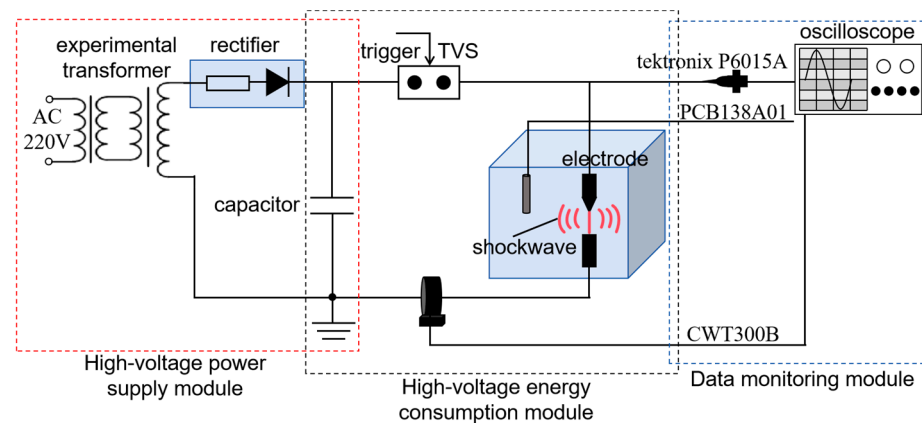 experimental
transformer
rectifier
trigger
TVS
oscilloscope
tektronix P6015A
AC
220V
PCB138A01
electrode
capacitor
shockwave
CWT300B
High-voltage power
supply module
High-voltage energy
consumption module
Data monitoring module